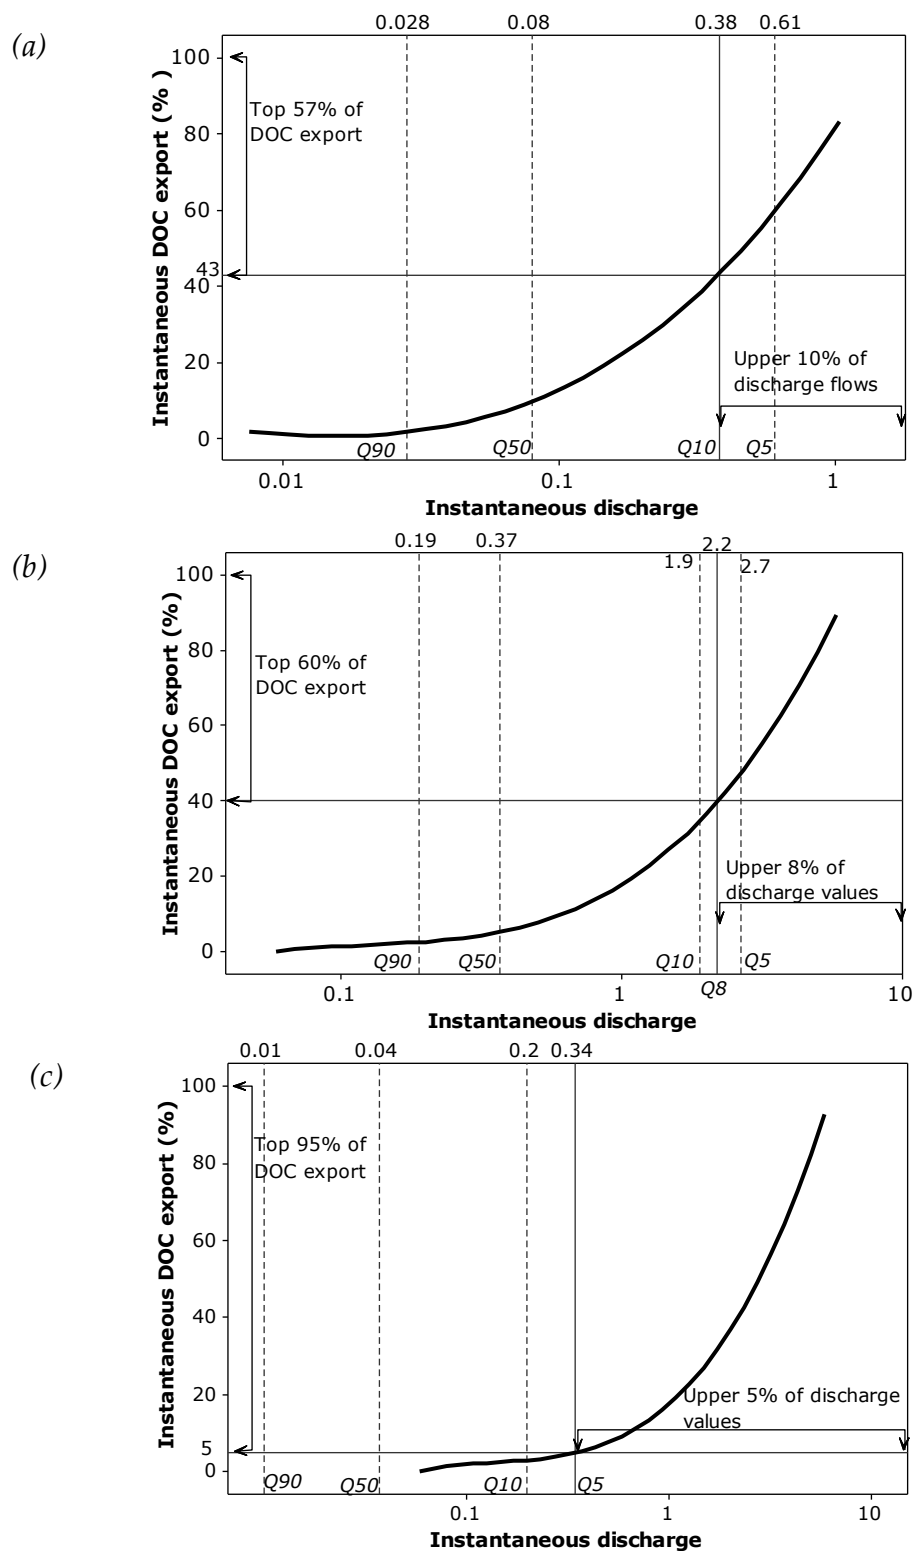 (a)
0.028 0.08 0.38 0.61
Instantaneous DOC export (% )
100
80
60
43
40
20
0
Top 57% of
DOC export
Upper 10% of
discharge flows
Q90 Q50 Q10 Q5
0.01 0.1 1
Instantaneous discharge
(b)
0.19 0.37 2.2
1.9 2.7
Instantaneous DOC export (%)
100
80
60
40
20
0
Top 60% of
DOC export
Upper 8% of
discharge values
Q90 Q50 Q10 Q5
Q8
0.1 1 10
Instantaneous discharge
(c)
0.01 0.04 0.2 0.34
Instantaneous DOC export (%)
100
80
60
40
20
5
0
Top 95% of
DOC export
Upper 5% of discharge
values
Q90 Q50 Q10 Q5
0.1 1 10
Instantaneous discharge